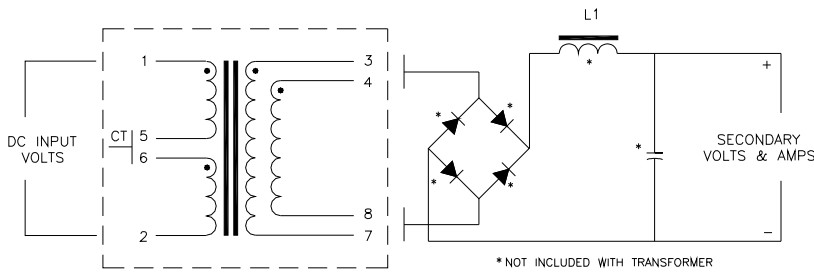 L1
*
1
3
4
+
DC INPUT
VOLTS
CT
5
6
*
*
*
*
*
SECONDARY
VOLTS & AMPS
2
8
7
–
* NOT INCLUDED WITH TRANSFORMER